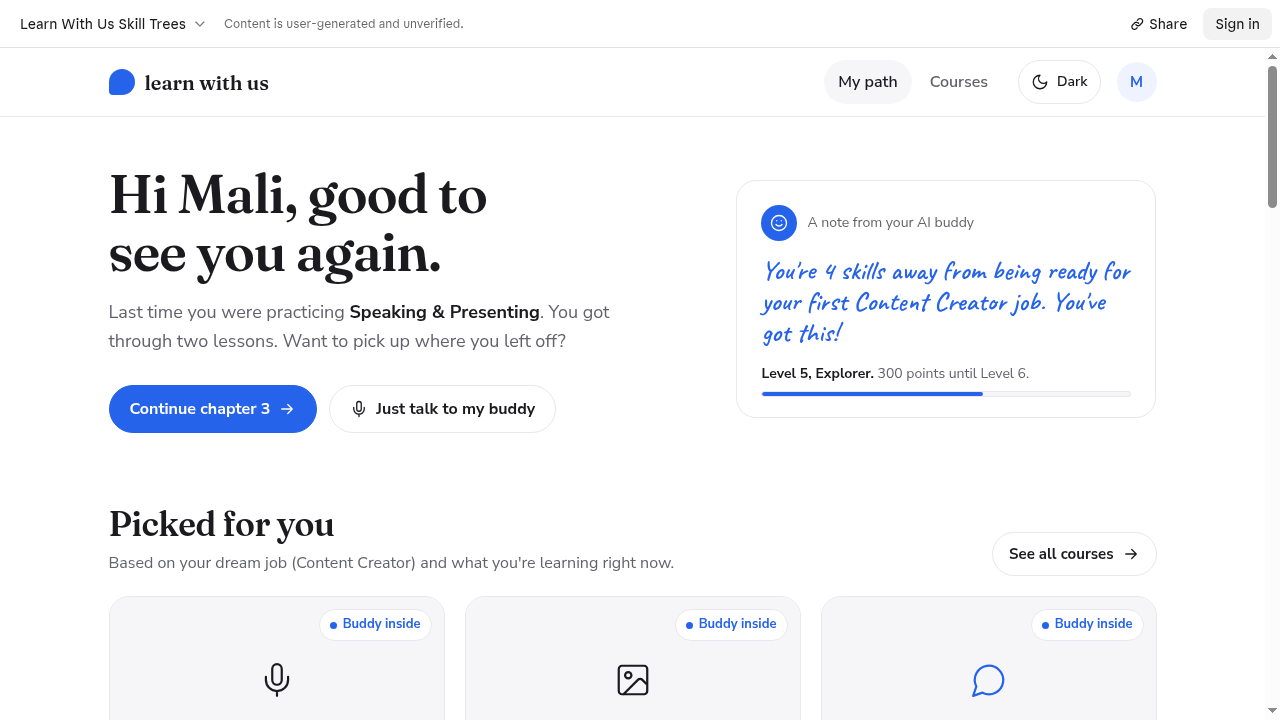 Learn With Us Skill Trees
Content is user-generated and unverified.
Share
Sign in
learn with us
My path
Courses
Dark
M
Hi Mali, good to
see you again.
Last time you were practicing Speaking & Presenting. You got
through two lessons. Want to pick up where you left off?
Continue chapter 3
Just talk to my buddy
A note from your AI buddy
You're 4 skills away from being ready for
your first Content Creator job. You've
got this!
Level 5, Explorer. 300 points until Level 6.
Picked for you
Based on your dream job (Content Creator) and what you're learning right now.
See all courses
Buddy inside
Buddy inside
Buddy inside